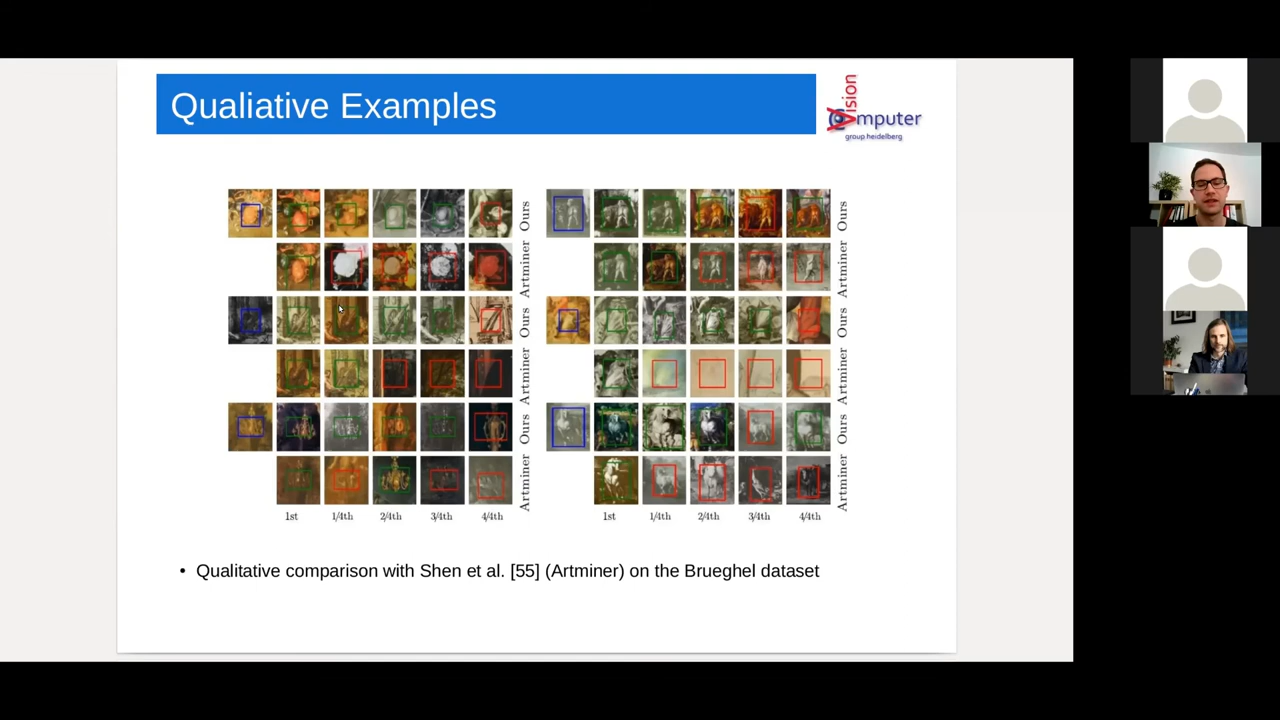 Qualiative Examples
Vision
Computer
group heidelberg
Ours
Artminer
Ours
Artminer
Ours
Artminer
1st 1/4th 2/4th 3/4th 4/4th
Ours
Artminer
Ours
Artminer
Ours
Artminer
1st 1/4th 2/4th 3/4th 4/4th
• Qualitative comparison with Shen et al. [55] (Artminer) on the Brueghel dataset